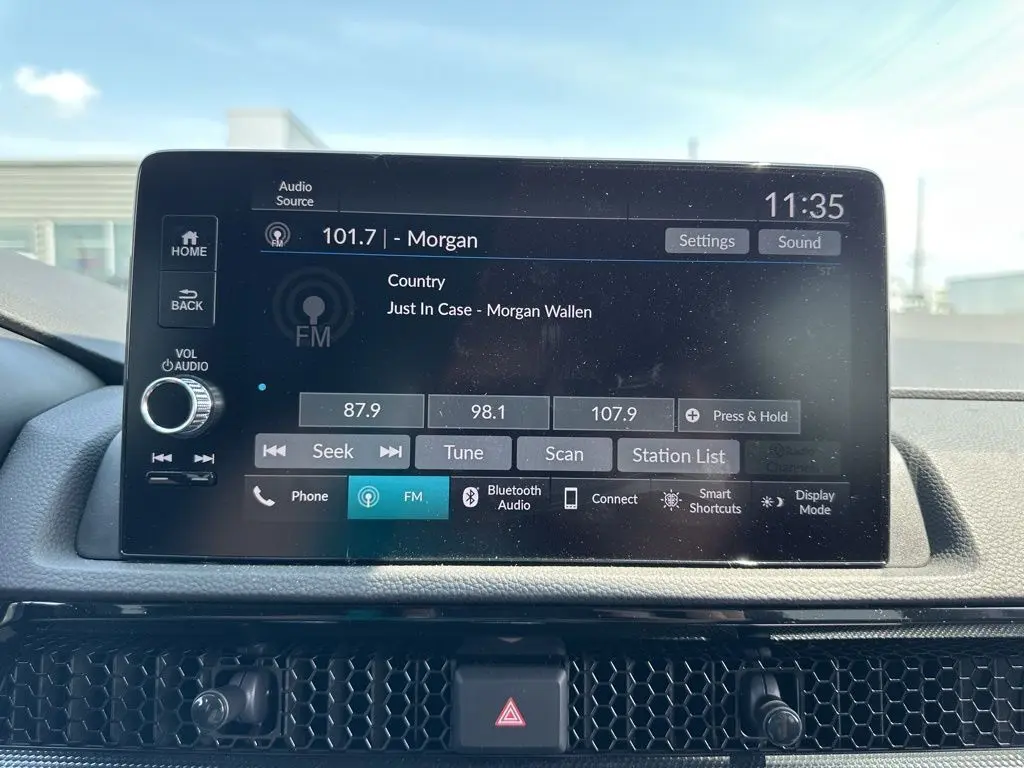 Audio
Source
11:35
HOME
FM
101.7 | - Morgan
Settings
Sound
Country
BACK
Just In Case - Morgan Wallen
FM
VOL
AUDIO
87.9
98.1
107.9
Press & Hold
Seek
Tune
Scan
Station List
Phone
FM
Bluetooth
Audio
Connect
Smart
Shortcuts
Display
Mode